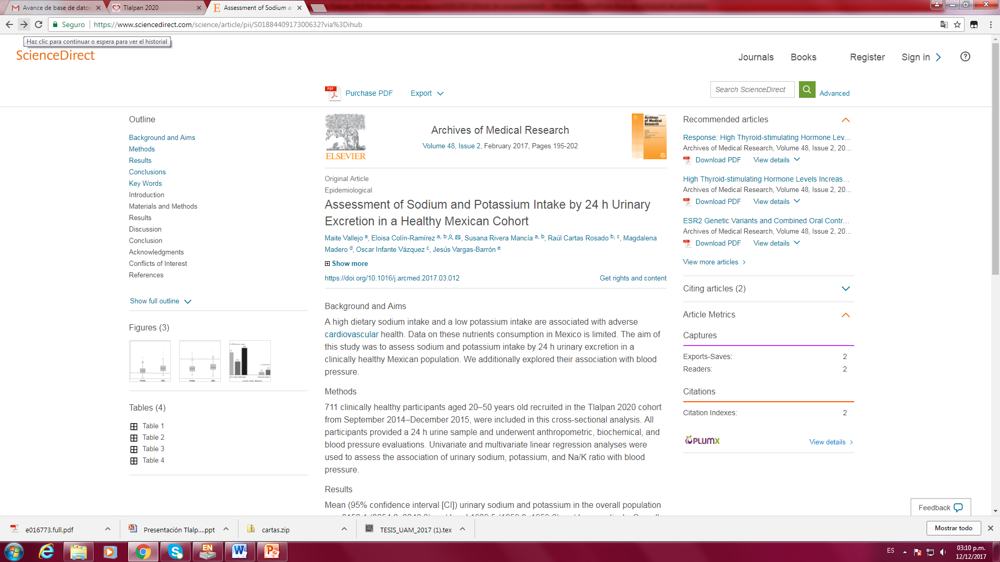 Avance de base de datos
Tlalpan 2020
Assessment of Sodium a
Seguro
https://www.sciencedirect.com/science/article/pii/S0188440917300632?via%3Dihub
Haz clic para continuar o espera para ver el historial
ScienceDirect
Journals
Books
Register
Sign in
Purchase PDF
Export
Search ScienceDirect
Advanced
Outline
Background and Aims
Methods
Results
Conclusions
Key Words
Introduction
Materials and Methods
Results
Discussion
Conclusion
Acknowledgments
Conflicts of Interest
References
Show full outline
Figures (3)
Tables (4)
Table 1
Table 2
Table 3
Table 4
ELSEVIER
Archives of Medical Research
Volume 48, Issue 2, February 2017, Pages 195-202
Archives of Medical Research
Original Article
Epidemiological
Assessment of Sodium and Potassium Intake by 24 h Urinary
Excretion in a Healthy Mexican Cohort
Maite Vallejo a, Eloisa Colín-Ramírez a, b, Susana Rivera Mancía a, b, Raúl Cartas Rosado b, c, Magdalena
Madero d, Oscar Infante Vázquez c, Jesús Vargas-Barrón e
Show more
https://doi.org/10.1016/j.arcmed.2017.03.012
Get rights and content
Background and Aims
A high dietary sodium intake and a low potassium intake are associated with adverse
cardiovascular health. Data on these nutrients consumption in Mexico is limited. The aim of
this study was to assess sodium and potassium intake by 24 h urinary excretion in a
clinically healthy Mexican population. We additionally explored their association with blood
pressure.
Methods
711 clinically healthy participants aged 20–50 years old recruited in the Tlalpan 2020 cohort
from September 2014–December 2015, were included in this cross-sectional analysis. All
participants provided a 24 h urine sample and underwent anthropometric, biochemical, and
blood pressure evaluations. Univariate and multivariate linear regression analyses were
used to assess the association of urinary sodium, potassium, and Na/K ratio with blood
pressure.
Results
Mean (95% confidence interval [CI]) urinary sodium and potassium in the overall population
Recommended articles
Response: High Thyroid-stimulating Hormone Lev...
Archives of Medical Research, Volume 48, Issue 2, 20...
Download PDF
View details
High Thyroid-stimulating Hormone Levels Increas...
Archives of Medical Research, Volume 48, Issue 2, 20...
Download PDF
View details
ESR2 Genetic Variants and Combined Oral Contr...
Archives of Medical Research, Volume 48, Issue 2, 20...
Download PDF
View details
View more articles
Citing articles (2)
Article Metrics
Captures
Exports-Saves: 2
Readers: 2
Citations
Citation Indexes: 2
PLUMX
View details
Feedback
e016773.full.pdf
Presentación Tlalp....ppt
cartas.zip
TESIS_UAM_2017 (1).tex
Mostrar todo
EN
ES
03:10 p.m.
12/12/2017